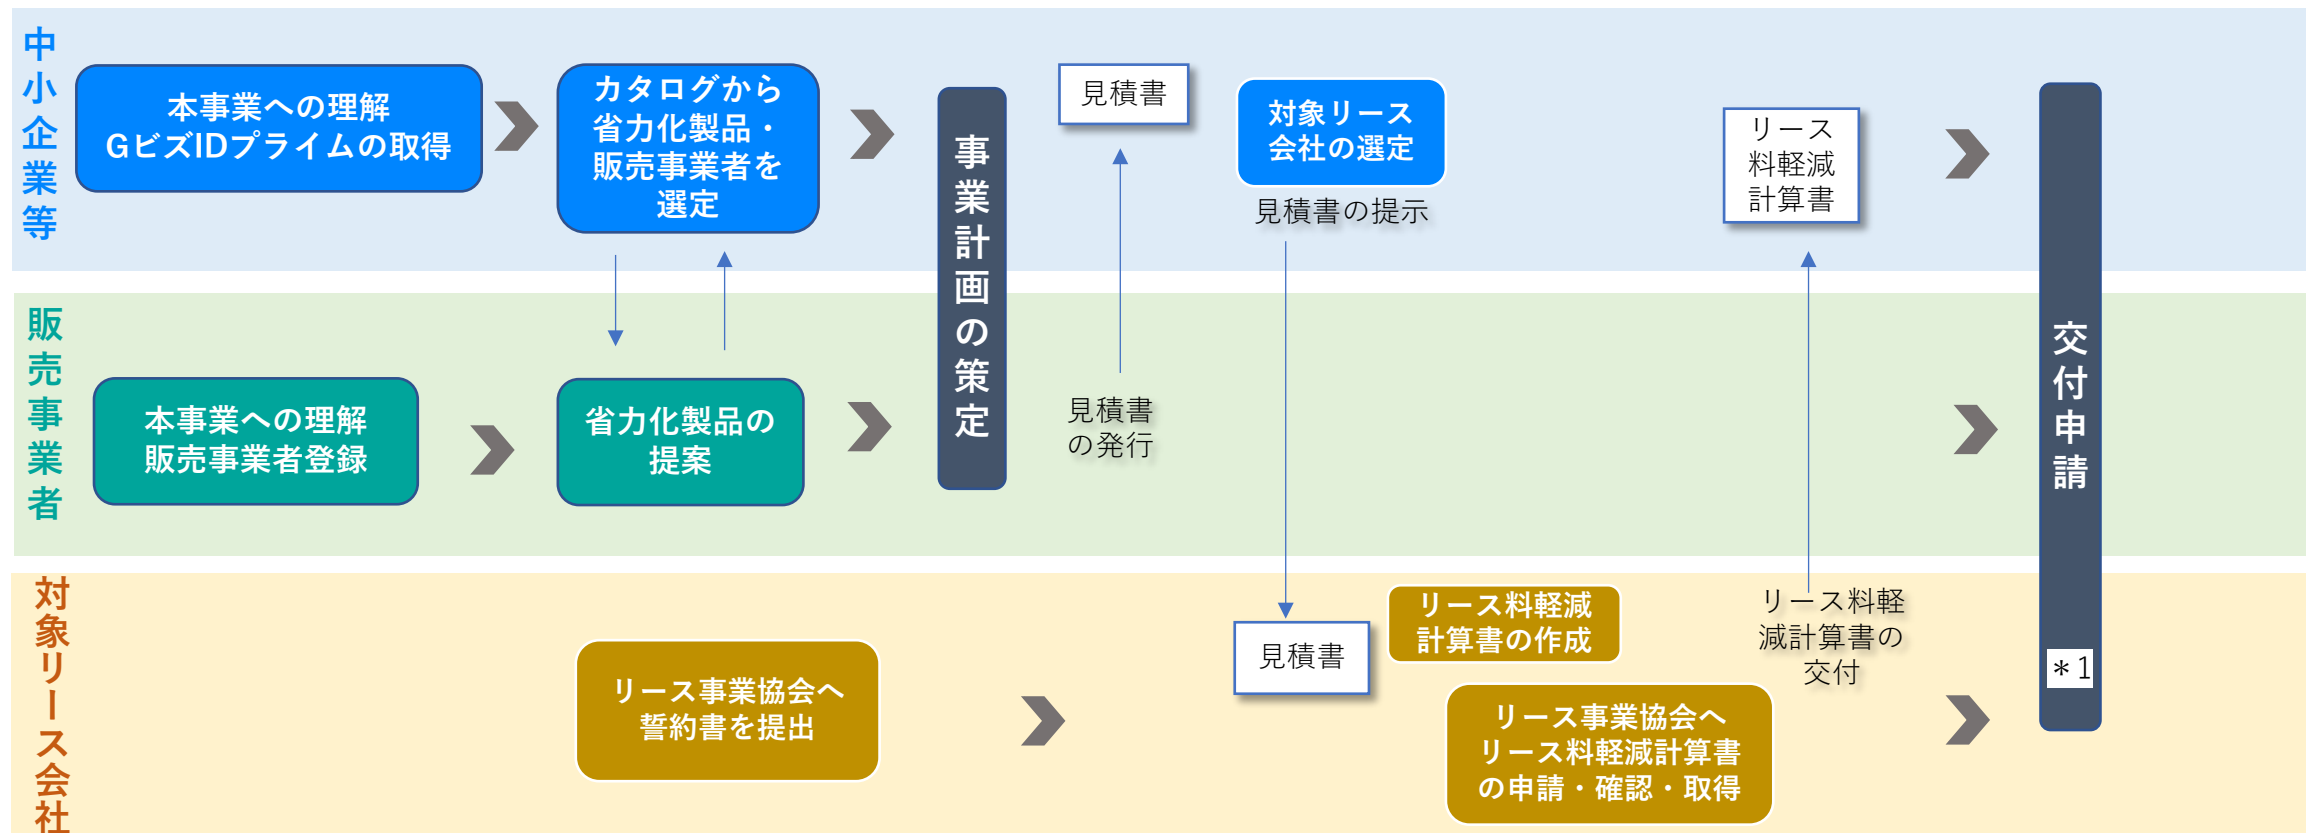 中小企業等
本事業への理解
GビズIDプライムの取得
カタログから
省力化製品・
販売事業者を
選定
事業計画の策定
見積書
対象リース
会社の選定
見積書の提示
リース
料軽減
計算書
交付申請
＊1
販売事業者
本事業への理解
販売事業者登録
省力化製品の
提案
見積書
の発行
対象リース会社
リース事業協会へ
誓約書を提出
見積書
リース料軽減
計算書の作成
リース事業協会へ
リース料軽減計算書
の申請・確認・取得
リース料軽
減計算書の
交付